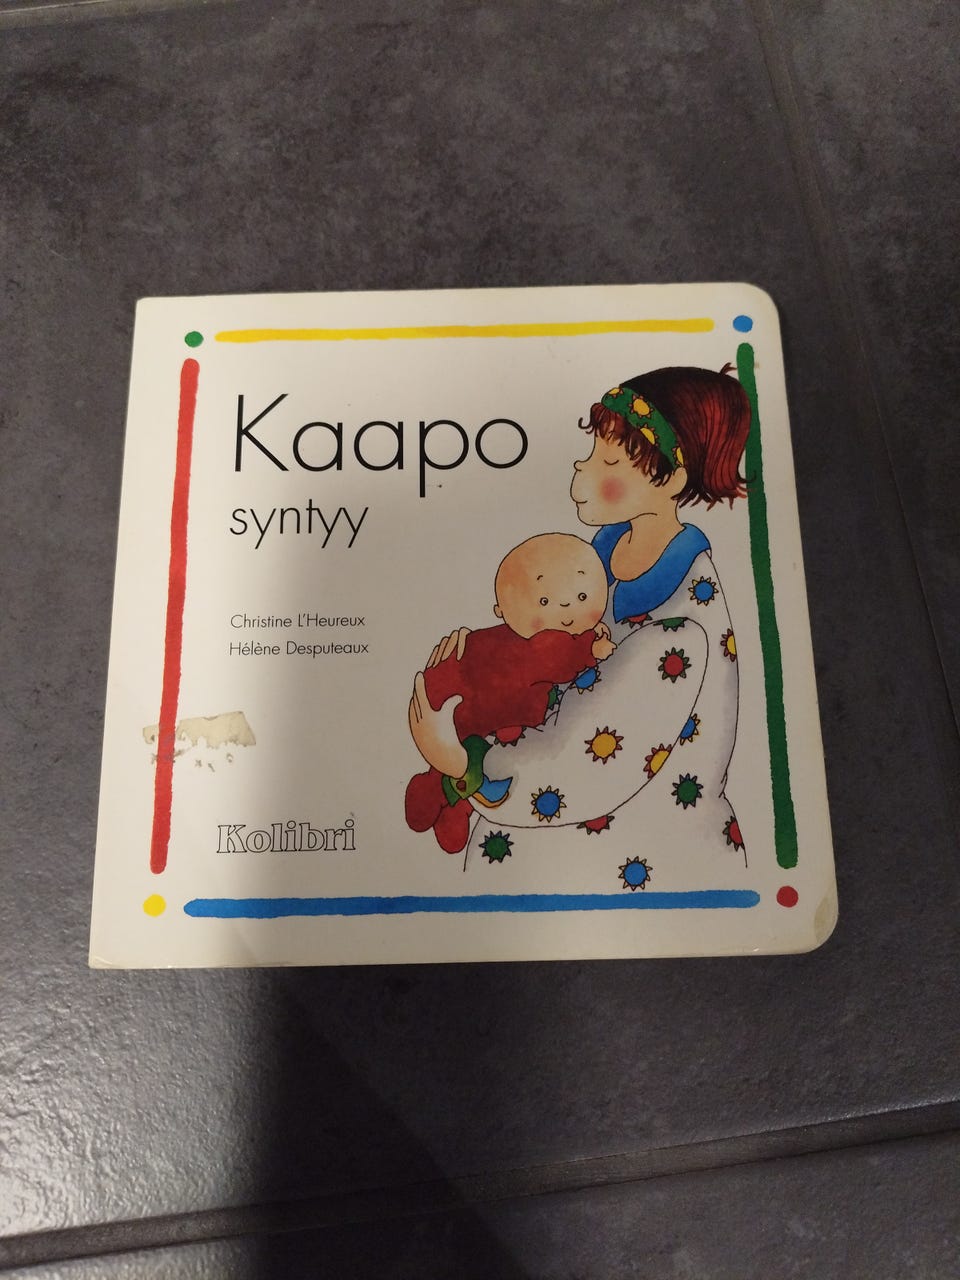 Kaapo
syntyy
Christine L'Heureux
Hélène Desputeaux
Kolibri